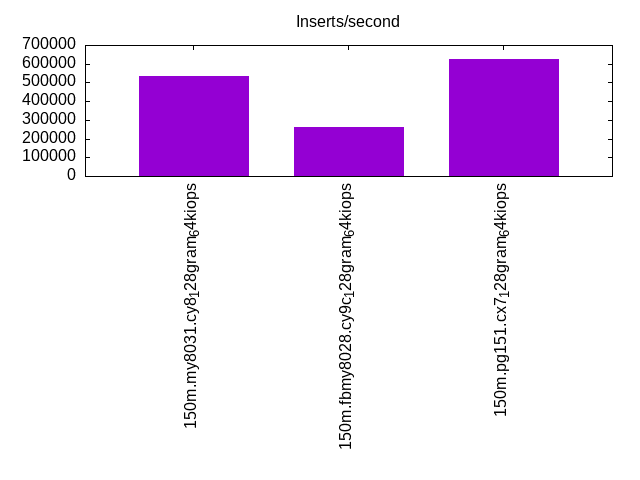 Inserts/second
700000
600000
500000
400000
300000
200000
100000
0
150m.my8031.cy8₁28gram₆4kiops
150m.fbmy8028.cy9c₁28gram₆4kiops
150m.pg151.cx7₁28gram₆4kiops